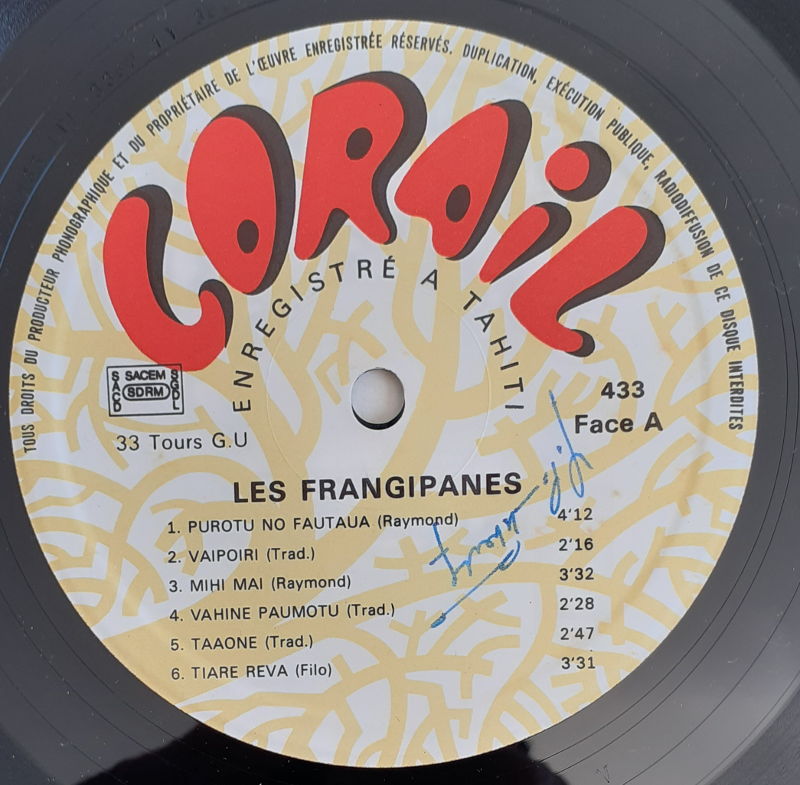 TOUS DROITS DU PRODUCTEUR PHONOGRAPHIQUE ET DU PROPRIÉTAIRE DE L'ŒUVRE ENREGISTRÉE RÉSERVÉS. DUPLICATION, EXÉCUTION PUBLIQUE, RADIODIFFUSION DE CE DISQUE INTERDITES
CORAIL
ENREGISTRÉ A TAHITI
SACD SACEM SGDL
SDRM
33 Tours G.U
433
Face A
LES FRANGIPANES
1. PUROTU NO FAUTAUA (Raymond) 4'12
2. VAIPOIRI (Trad.) 2'16
3. MIHI MAI (Raymond) 3'32
4. VAHINE PAUMOTU (Trad.) 2'28
5. TAAONE (Trad.) 2'47
6. TIARE REVA (Filo) 3'31